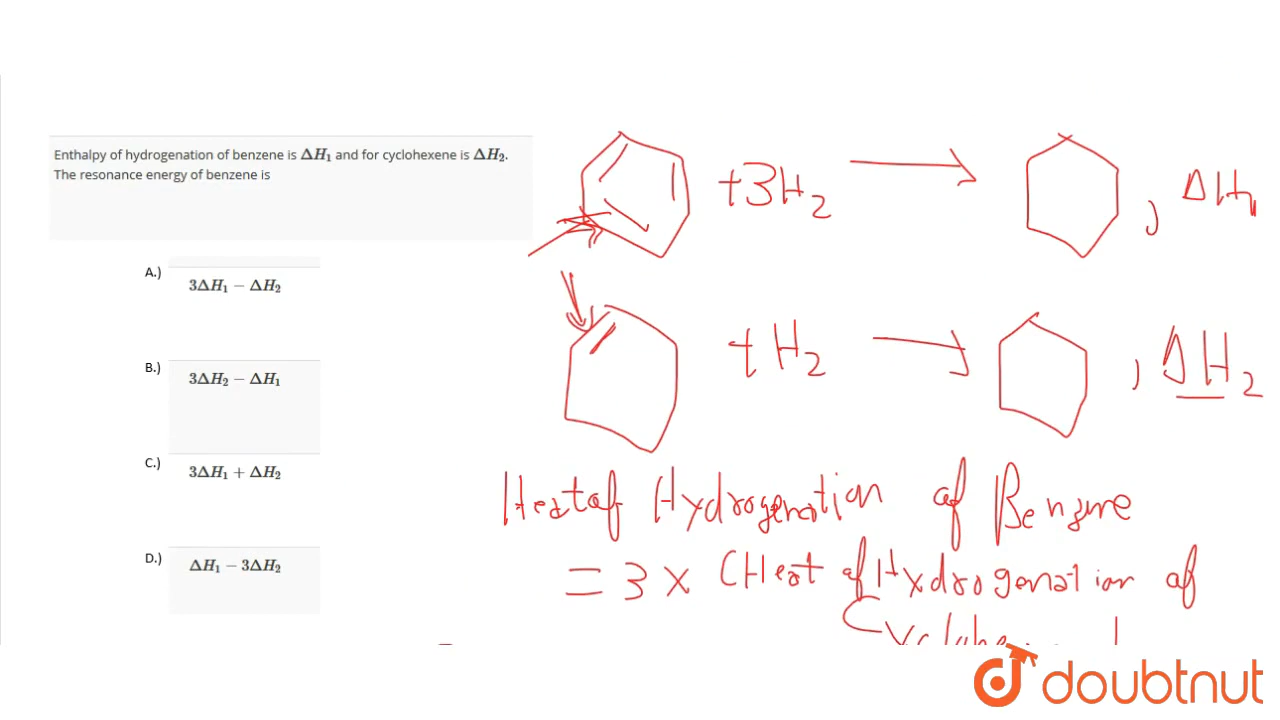 Enthalpy of hydrogenation of benzene is ΔH₁ and for cyclohexene is ΔH₂.
The resonance energy of benzene is
A.) 3ΔH₁ − ΔH₂
B.) 3ΔH₂ − ΔH₁
C.) 3ΔH₁ + ΔH₂
D.) ΔH₁ − 3ΔH₂
+3H₂ , ΔH₁
+H₂ , ΔH₂
Heat of Hydrogenation of
= 3 × (Heat of Hydrogenation of
doubtnut